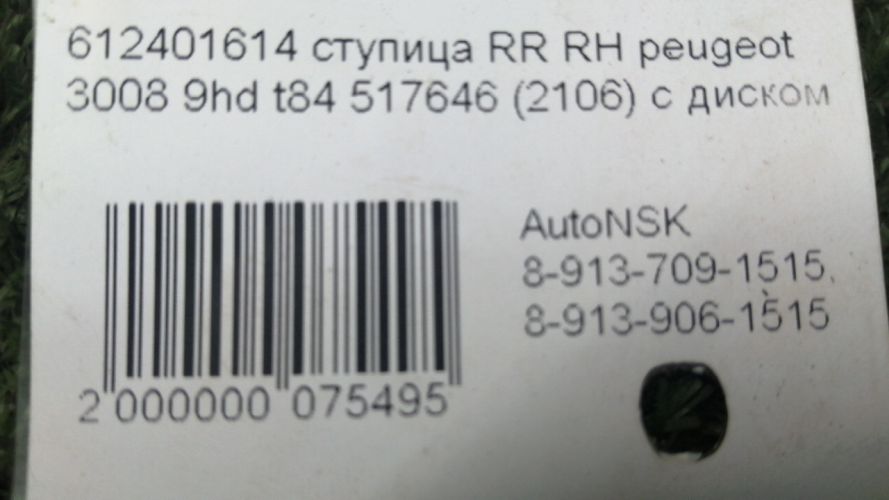 612401614 ступица RR RH peugeot
3008 9hd t84 517646 (2106) с диском
AutoNSK
8-913-709-1515,
8-913-906-1515
2 000000 075495